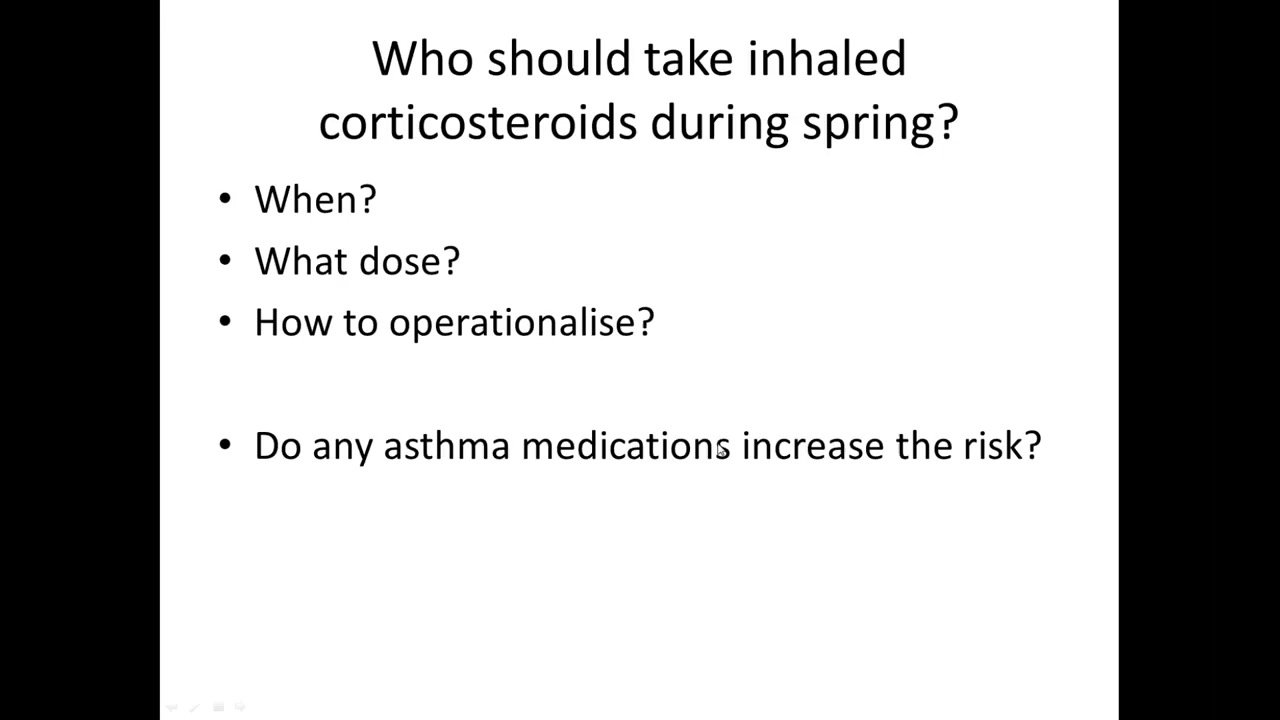 Who should take inhaled
corticosteroids during spring?
• When?
• What dose?
• How to operationalise?
• Do any asthma medications increase the risk?